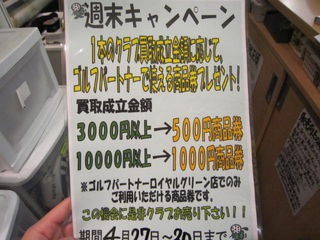 週末キャンペーン
1本のクラブ買取成立金額に応じて、
ゴルフパートナーで使える商品券プレゼント!
買取成立金額
3000円以上→500円商品券
10000円以上→1000円商品券
※ゴルフパートナーロイヤルグリーン店でのみ
ご利用いただける商品券です。
この機会に是非クラブお売り下さい!!
期間4月27日~29日まで